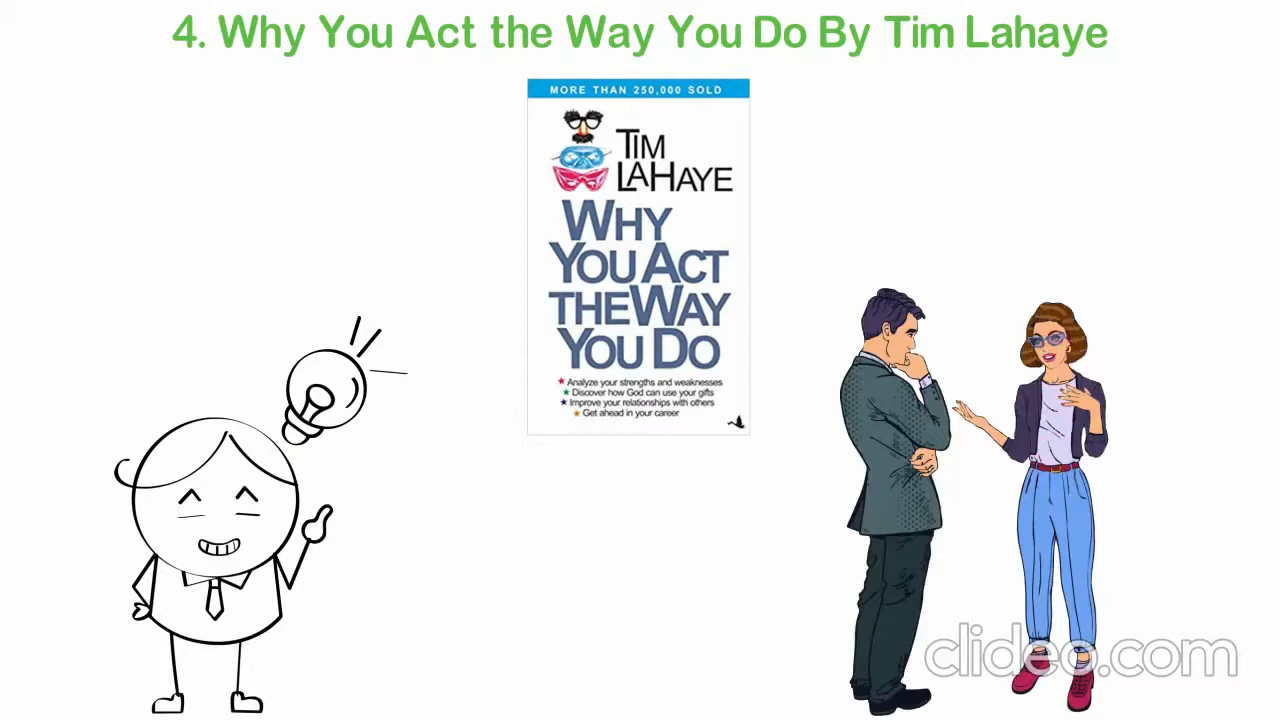 4. Why You Act the Way You Do By Tim Lahaye
MORE THAN 250,000 SOLD
TIM
LAHAYE
WHY
YOU ACT
THE WAY
YOU DO
Analyze your strengths and weaknesses
Discover how God can use your gifts
Improve your relationships with others
Get ahead in your career
clideo.com